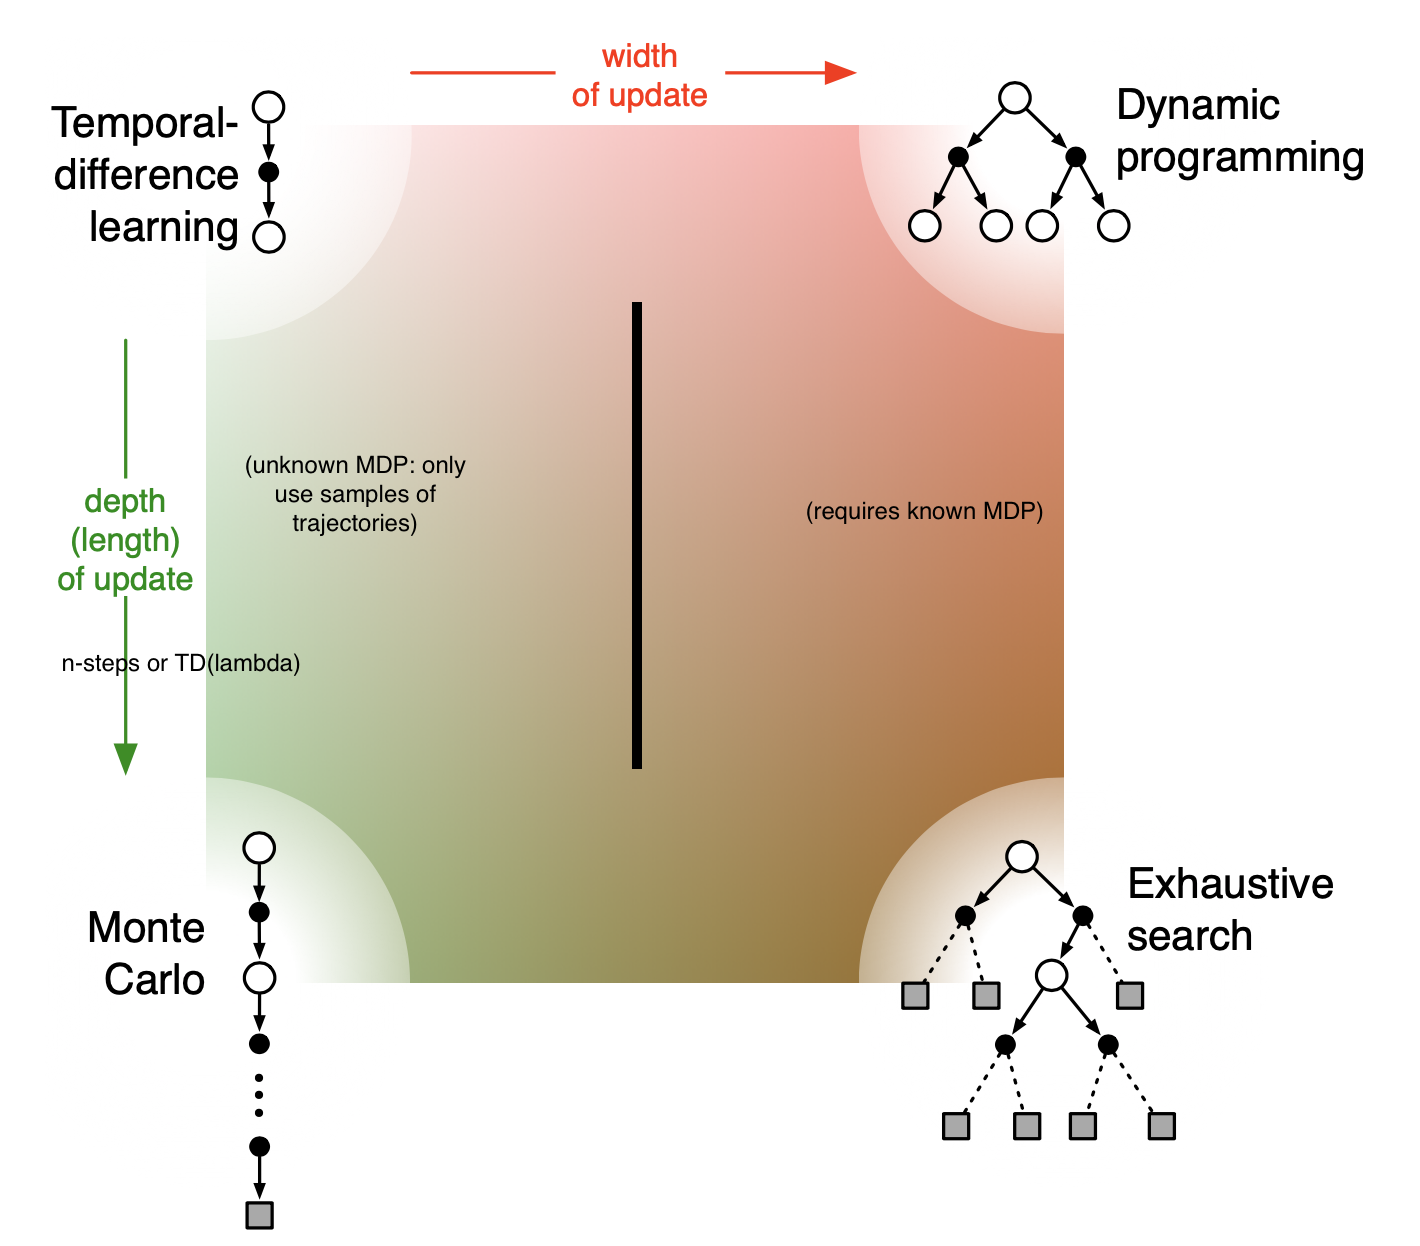 width
of update
Temporal-
difference
learning
Dynamic
programming
(unknown MDP: only
use samples of
trajectories)
(requires known MDP)
depth
(length)
of update
n-steps or TD(lambda)
Monte
Carlo
Exhaustive
search